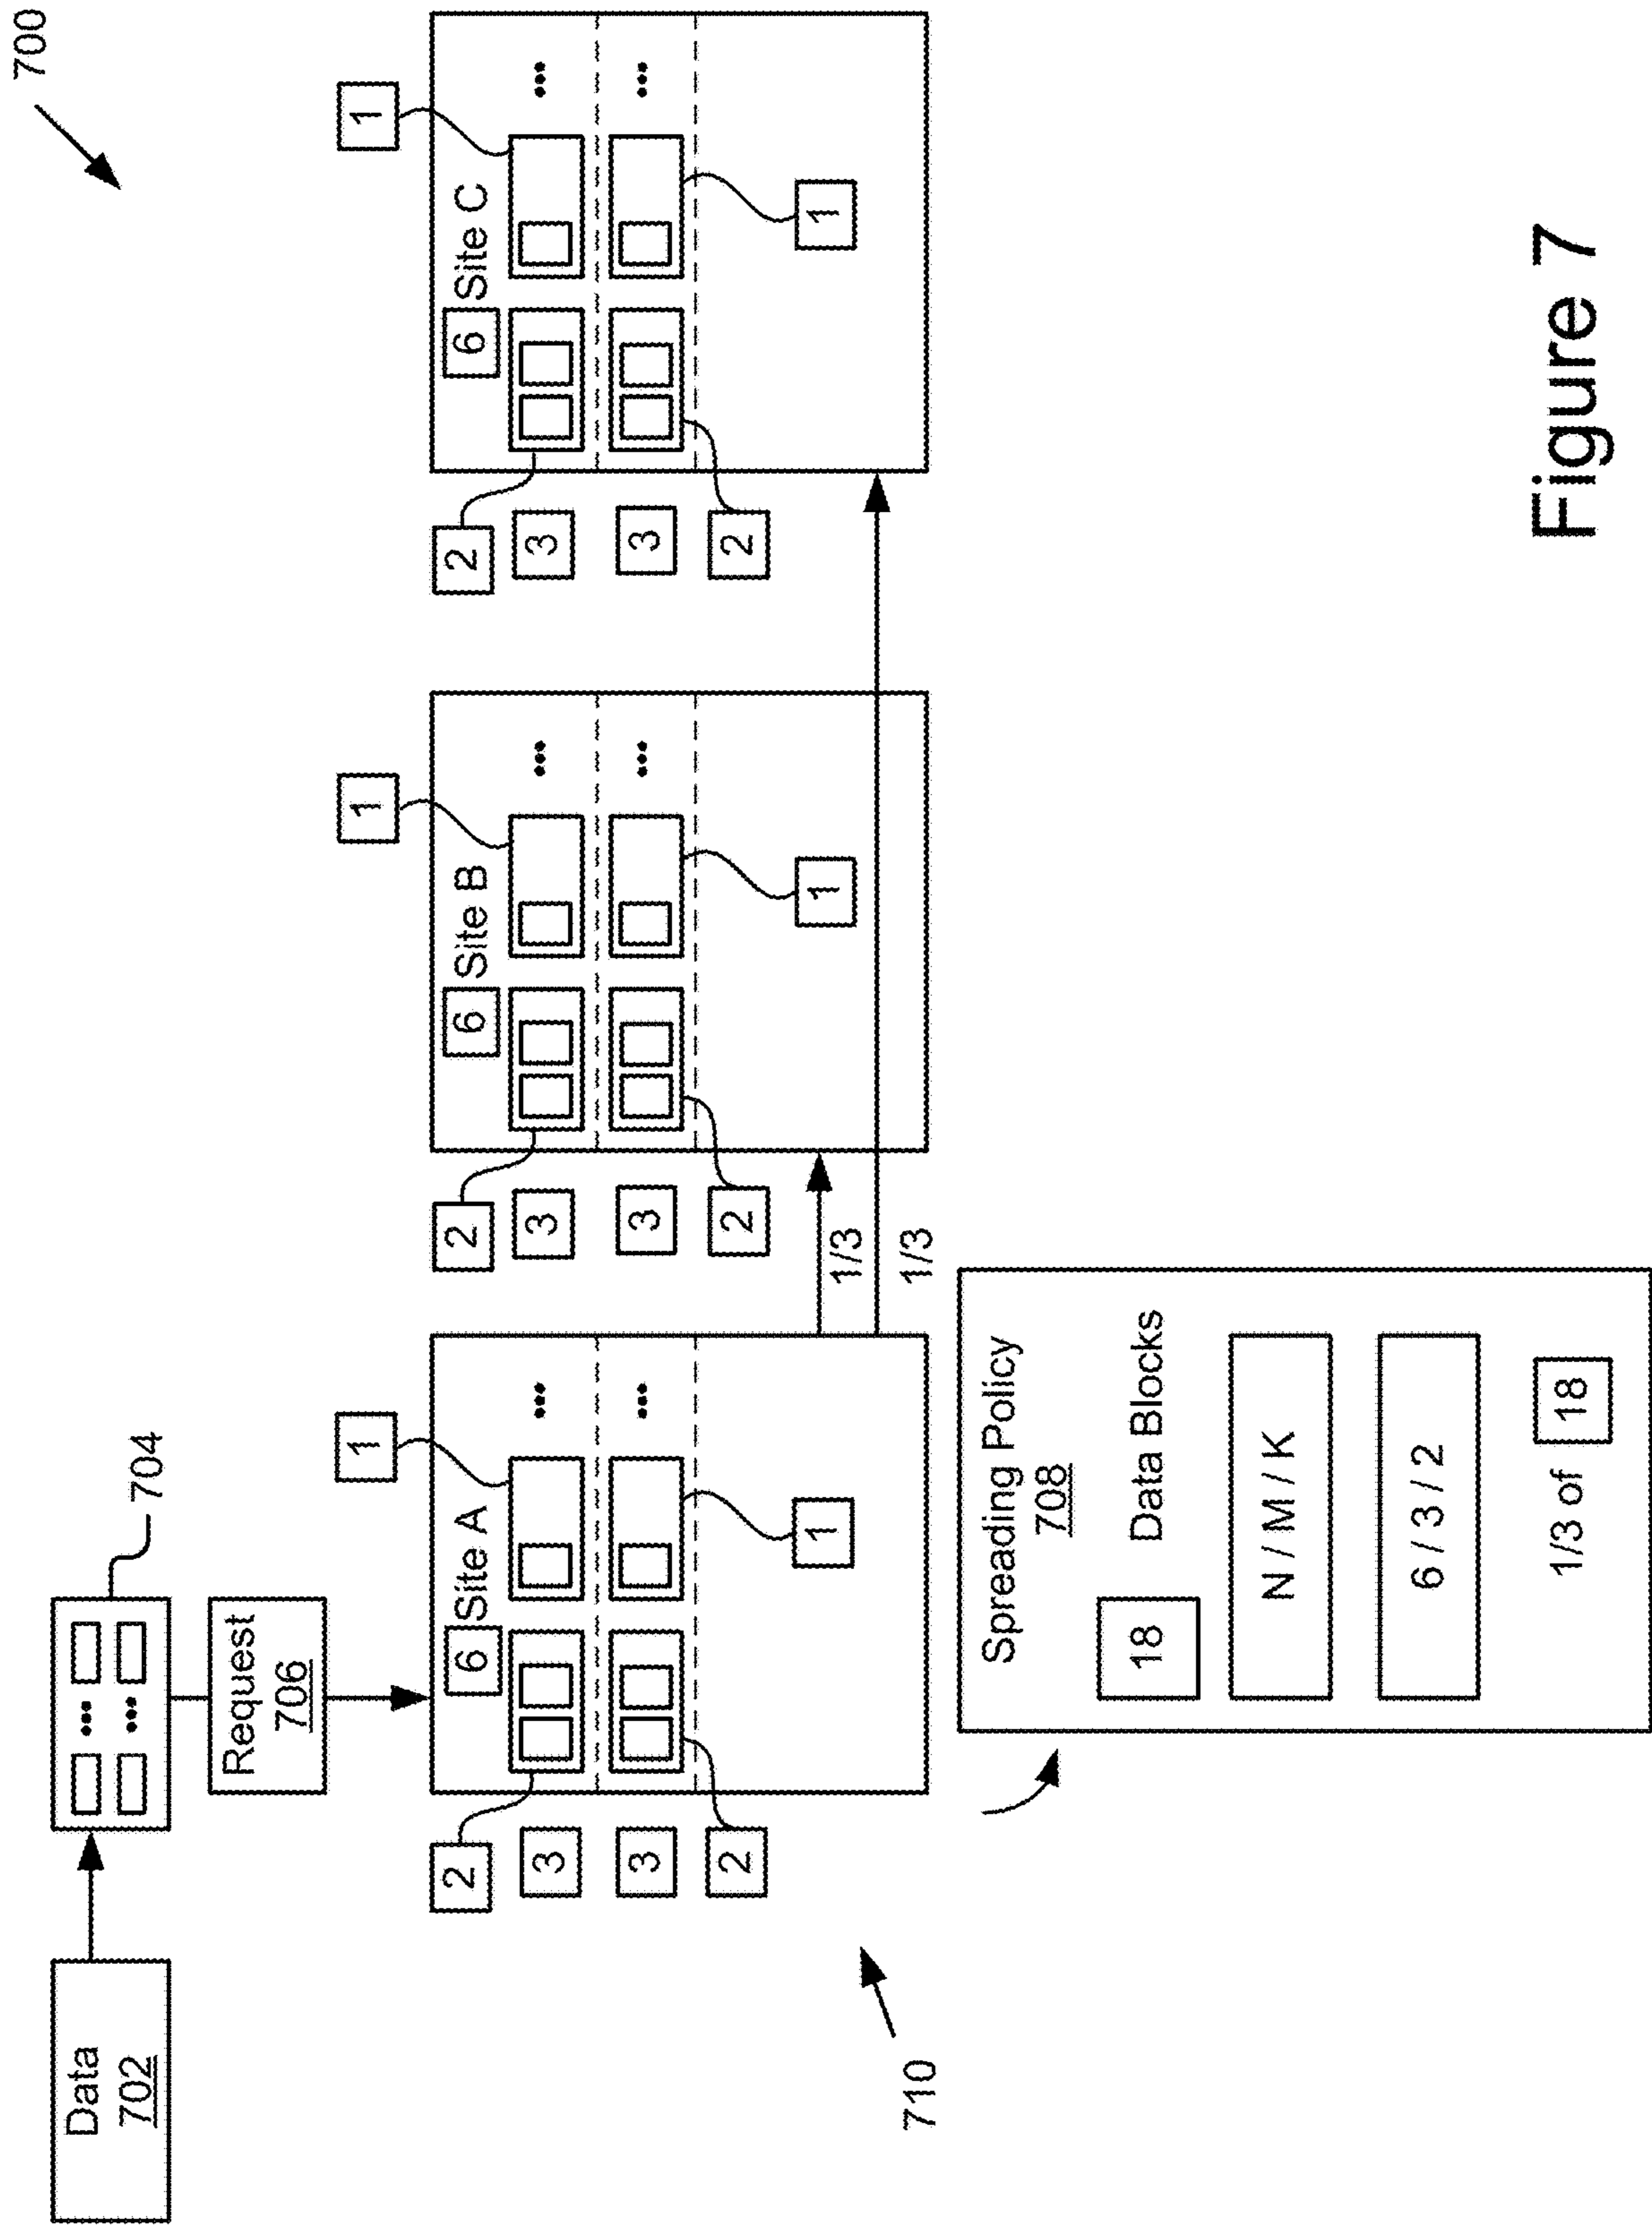 700
Data
702
704
Request
706
1
1
1
6 Site A
6 Site B
6 Site C
2
2
2
3
3
3
3
3
3
2
2
2
1
1
1
1/3
1/3
710
Spreading Policy
708
18 Data Blocks
N / M / K
6 / 3 / 2
1/3 of 18
Figure 7